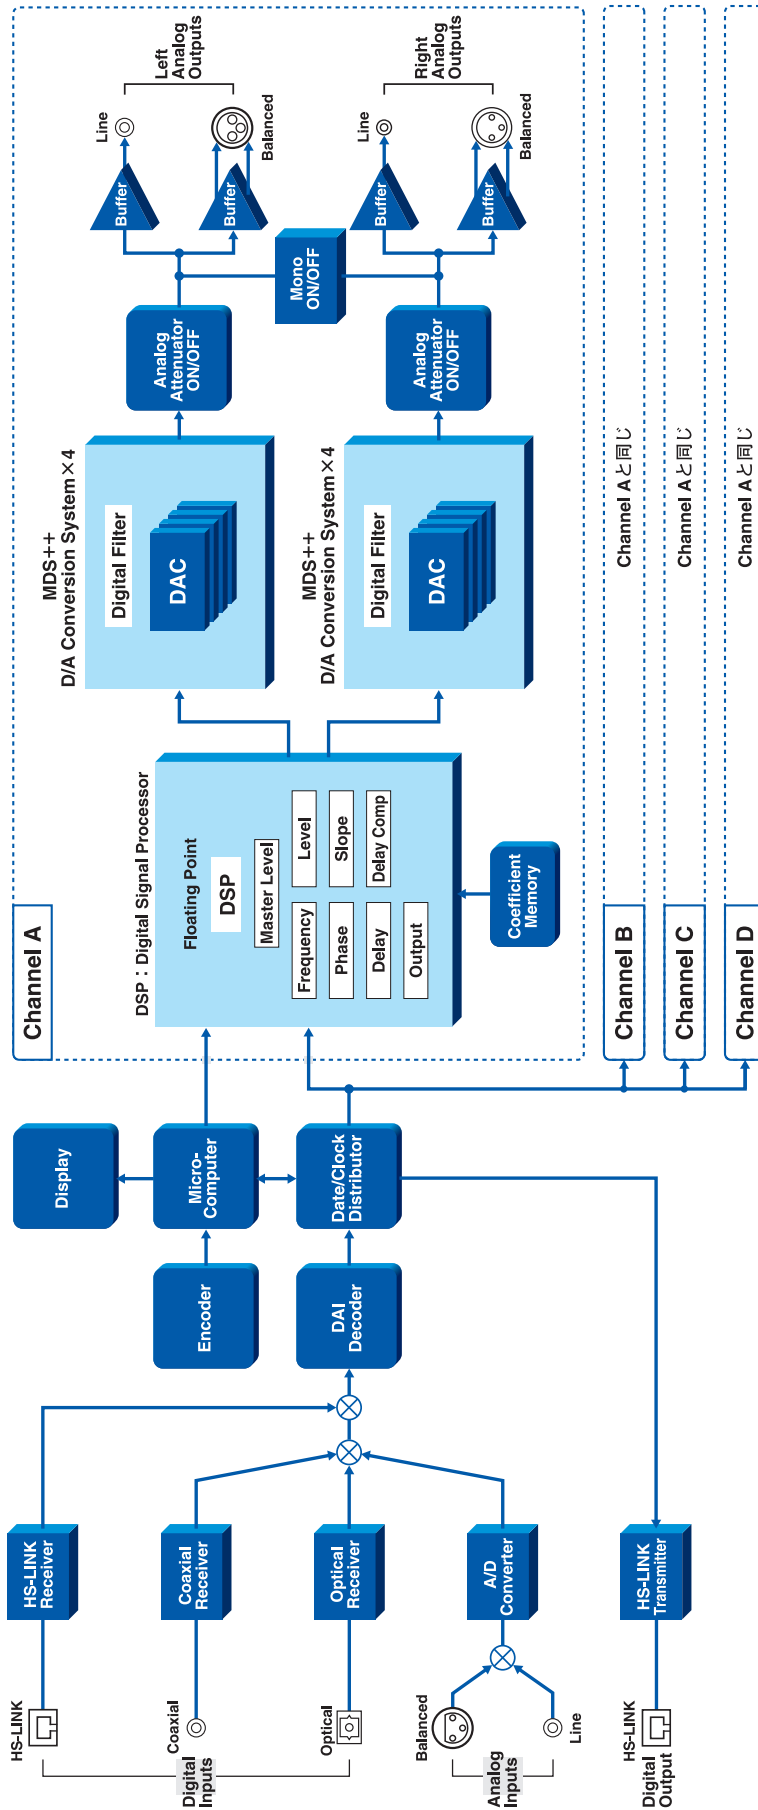 Digital
Inputs
HS-LINK
HS-LINK
Receiver
Coaxial
Coaxial
Receiver
Optical
Optical
Receiver
Analog
Inputs
Balanced
Line
A/D
Converter
Digital
Output
HS-LINK
HS-LINK
Transmitter
Encoder
DAI
Decoder
Display
Micro-
Computer
Date/Clock
Distributor
Channel A
DSP：Digital Signal Processor
Floating Point
DSP
Master Level
Frequency
Level
Phase
Slope
Delay
Delay Comp
Output
Coefficient
Memory
MDS++
D/A Conversion System×4
Digital Filter
DAC
MDS++
D/A Conversion System×4
Digital Filter
DAC
Analog
Attenuator
ON/OFF
Mono
ON/OFF
Analog
Attenuator
ON/OFF
Buffer
Buffer
Buffer
Buffer
Line
Balanced
Left
Analog
Outputs
Line
Balanced
Right
Analog
Outputs
Channel B
Channel Aと同じ
Channel C
Channel Aと同じ
Channel D
Channel Aと同じ